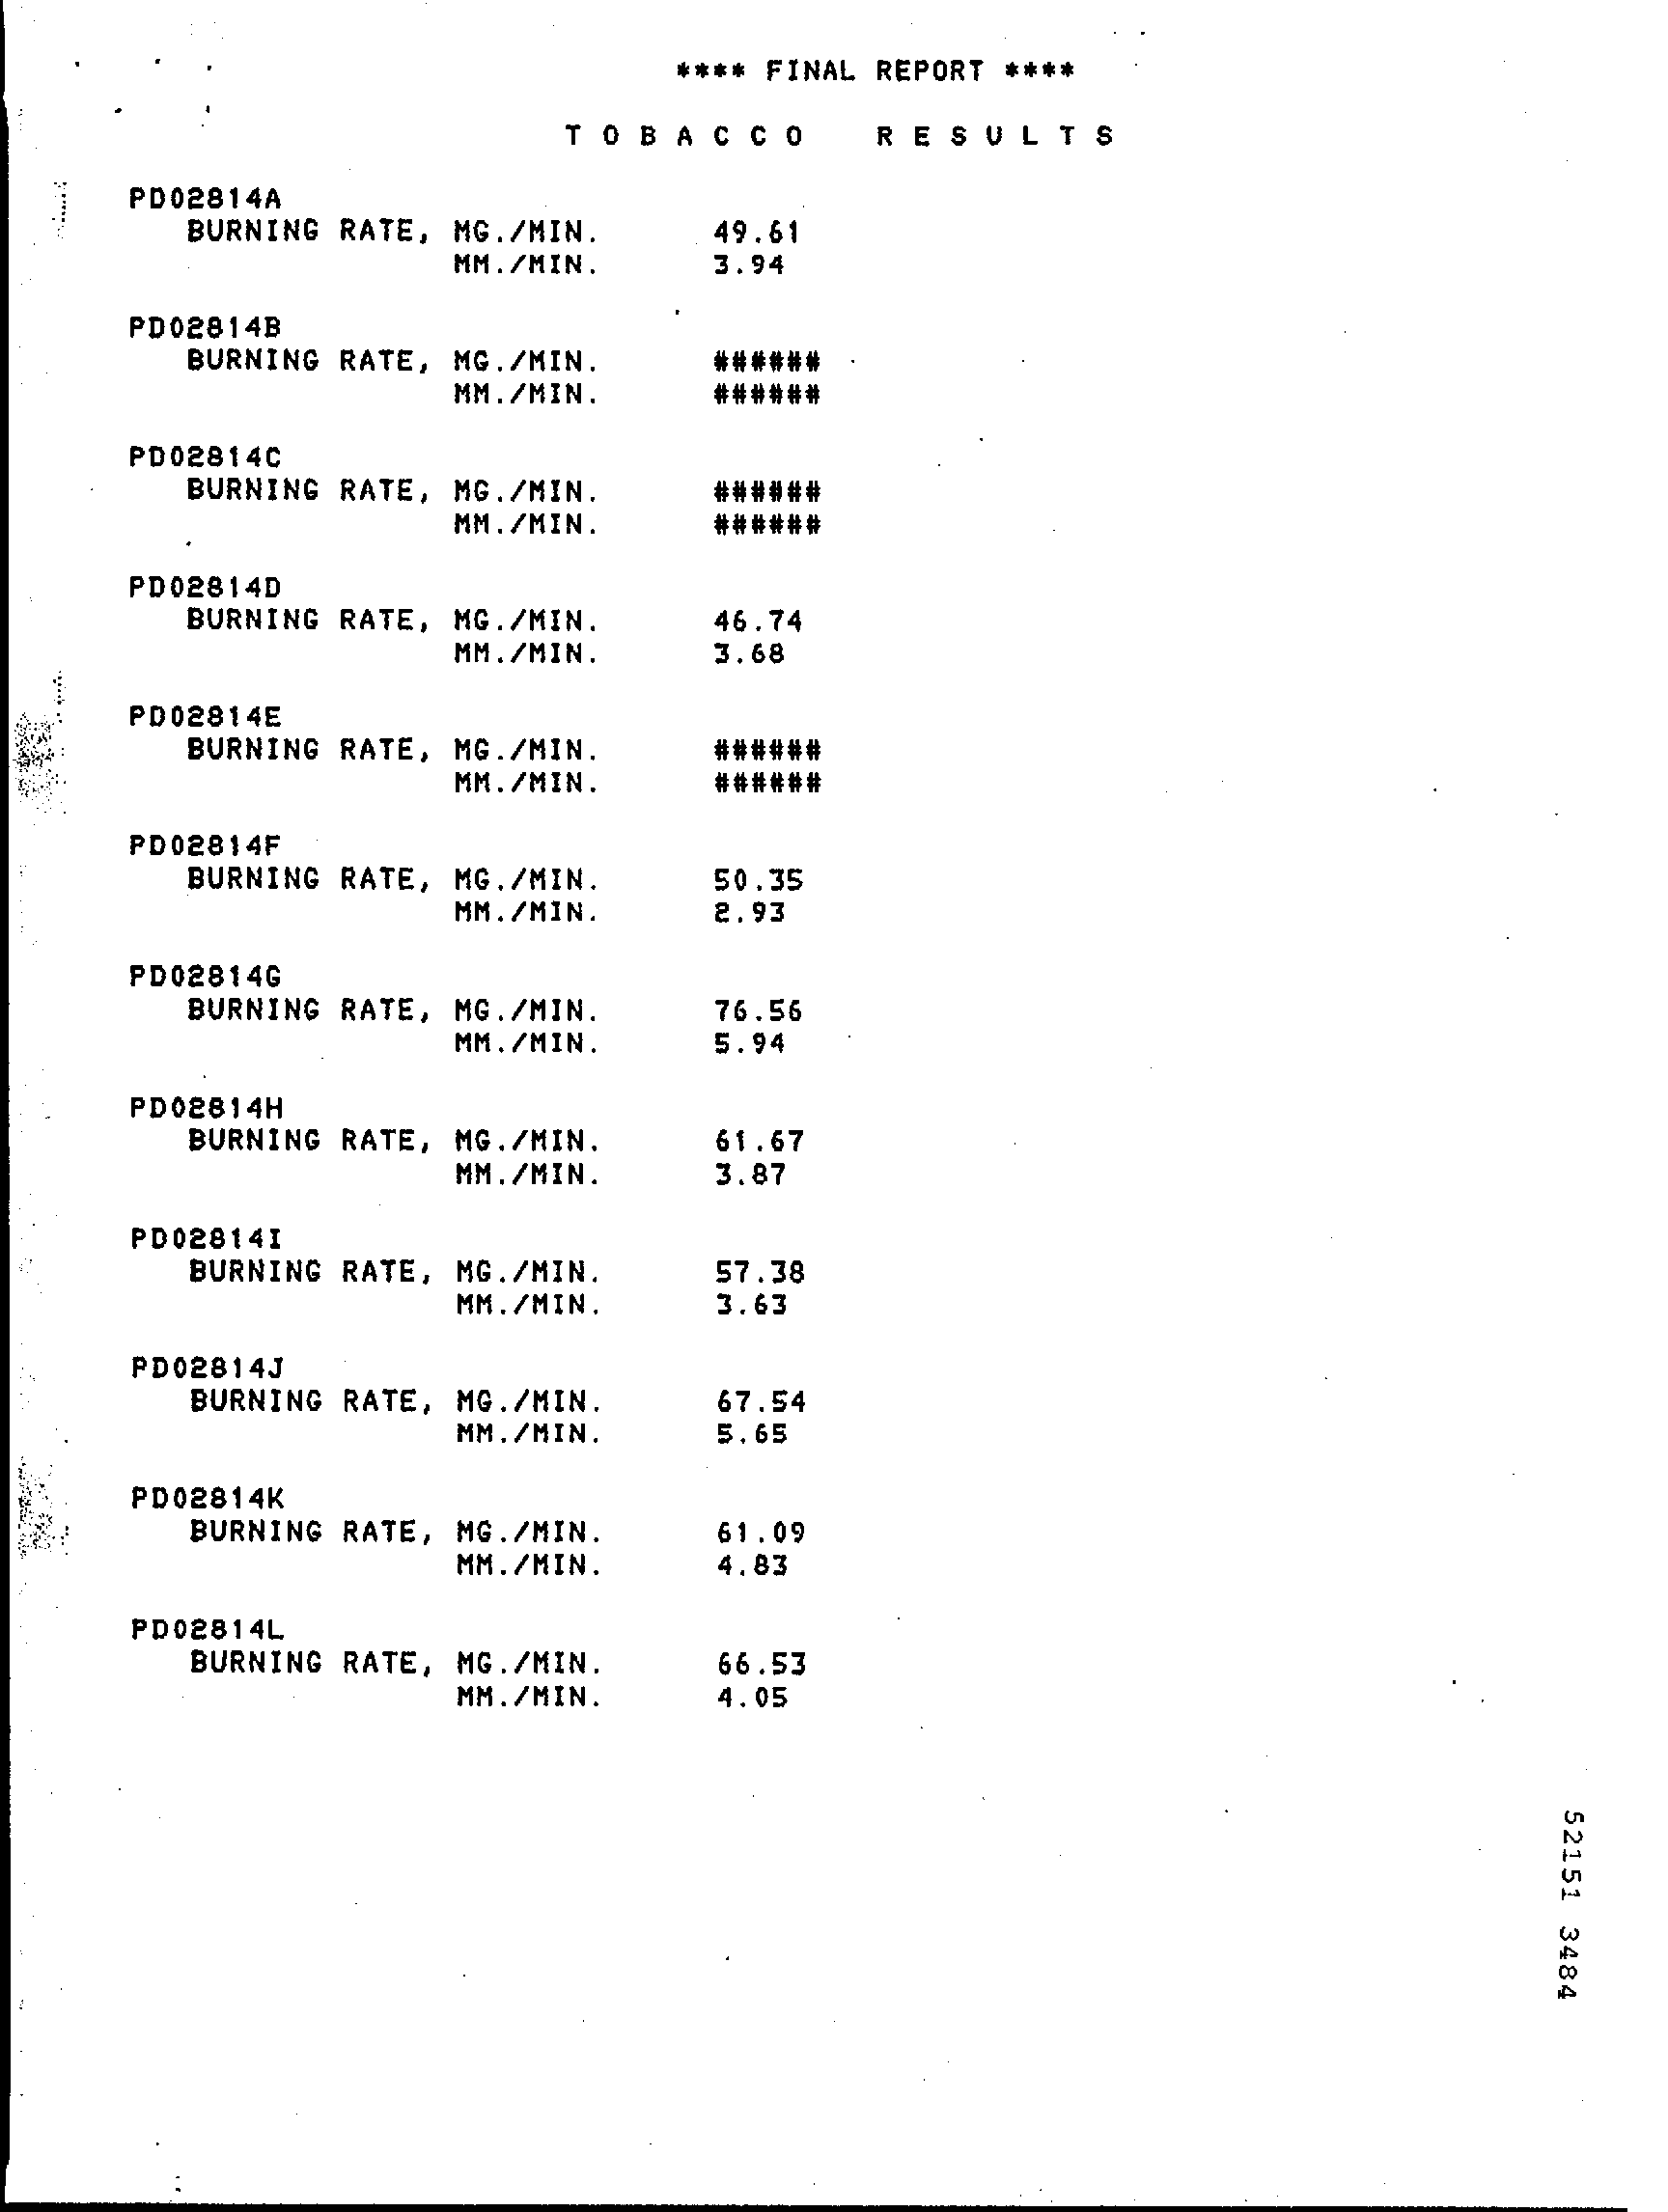 **** FINAL REPORT ****
T O B A C C O   R E S U L T S
PD02814A
BURNING RATE, MG./MIN. 49.61
MM./MIN. 3.94
PD02814B
BURNING RATE, MG./MIN. ######
MM./MIN. ######
PD02814C
BURNING RATE, MG./MIN. ######
MM./MIN. ######
PD02814D
BURNING RATE, MG./MIN. 46.74
MM./MIN. 3.68
PD02814E
BURNING RATE, MG./MIN. ######
MM./MIN. ######
PD02814F
BURNING RATE, MG./MIN. 50.35
MM./MIN. 2.93
PD02814G
BURNING RATE, MG./MIN. 76.56
MM./MIN. 5.94
PD02814H
BURNING RATE, MG./MIN. 61.67
MM./MIN. 3.87
PD02814I
BURNING RATE, MG./MIN. 57.38
MM./MIN. 3.63
PD02814J
BURNING RATE, MG./MIN. 67.54
MM./MIN. 5.65
PD02814K
BURNING RATE, MG./MIN. 61.09
MM./MIN. 4.83
PD02814L
BURNING RATE, MG./MIN. 66.53
MM./MIN. 4.05
52151 3484